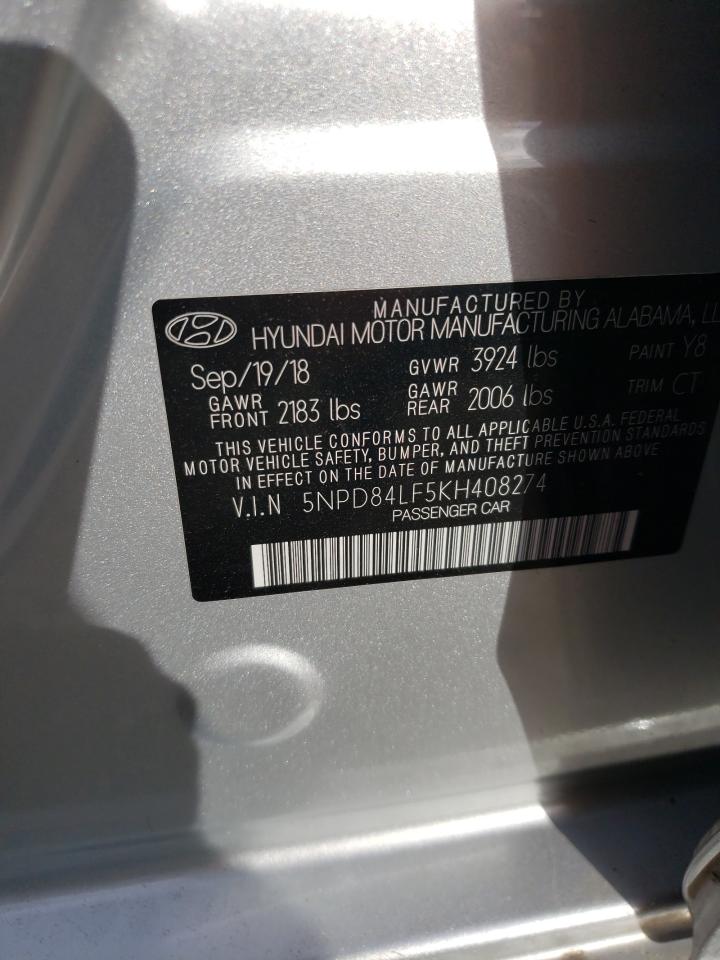 MANUFACTURED BY
HYUNDAI MOTOR MANUFACTURING ALABAMA,
Sep/19/18 GVWR 3924 lbs PAINT Y8
GAWR FRONT 2183 lbs GAWR REAR 2006 lbs TRIM CT
THIS VEHICLE CONFORMS TO ALL APPLICABLE U.S.A. FEDERAL
MOTOR VEHICLE SAFETY, BUMPER, AND THEFT PREVENTION STANDARDS
IN EFFECT ON THE DATE OF MANUFACTURE SHOWN ABOVE
V.I.N 5NPD84LF5KH408274
PASSENGER CAR